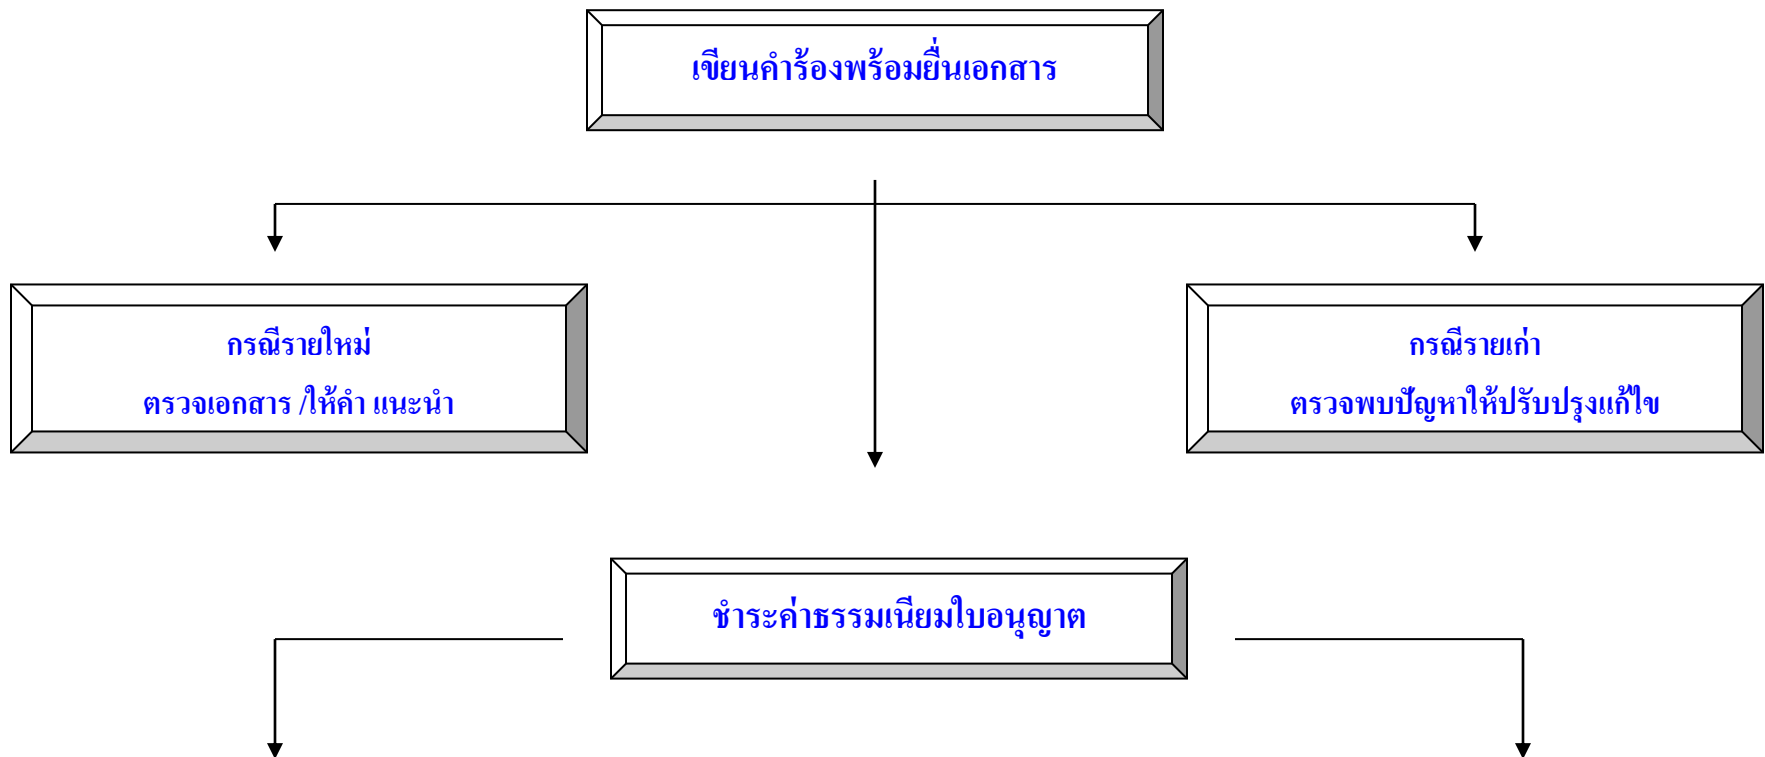 เขียนคำร้องพร้อมยื่นเอกสาร
กรณีรายใหม่
ตรวจเอกสาร /ให้คำ แนะนำ
กรณีรายเก่า
ตรวจพบปัญหาให้ปรับปรุงแก้ไข
ชำระค่าธรรมเนียมใบอนุญาต